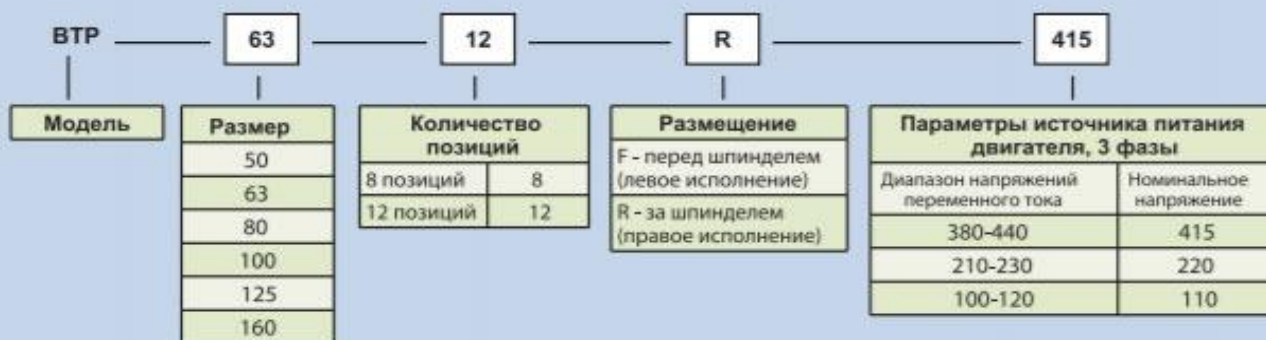 BTP 63 12 R 415
Модель
Размер
50
63
80
100
125
160
Количество
позиций
8 позиций 8
12 позиций 12
Размещение
F - перед шпинделем
(левое исполнение)
R - за шпинделем
(правое исполнение)
Параметры источника питания
двигателя, 3 фазы
Диапазон напряжений
переменного тока
Номинальное
напряжение
380-440 415
210-230 220
100-120 110